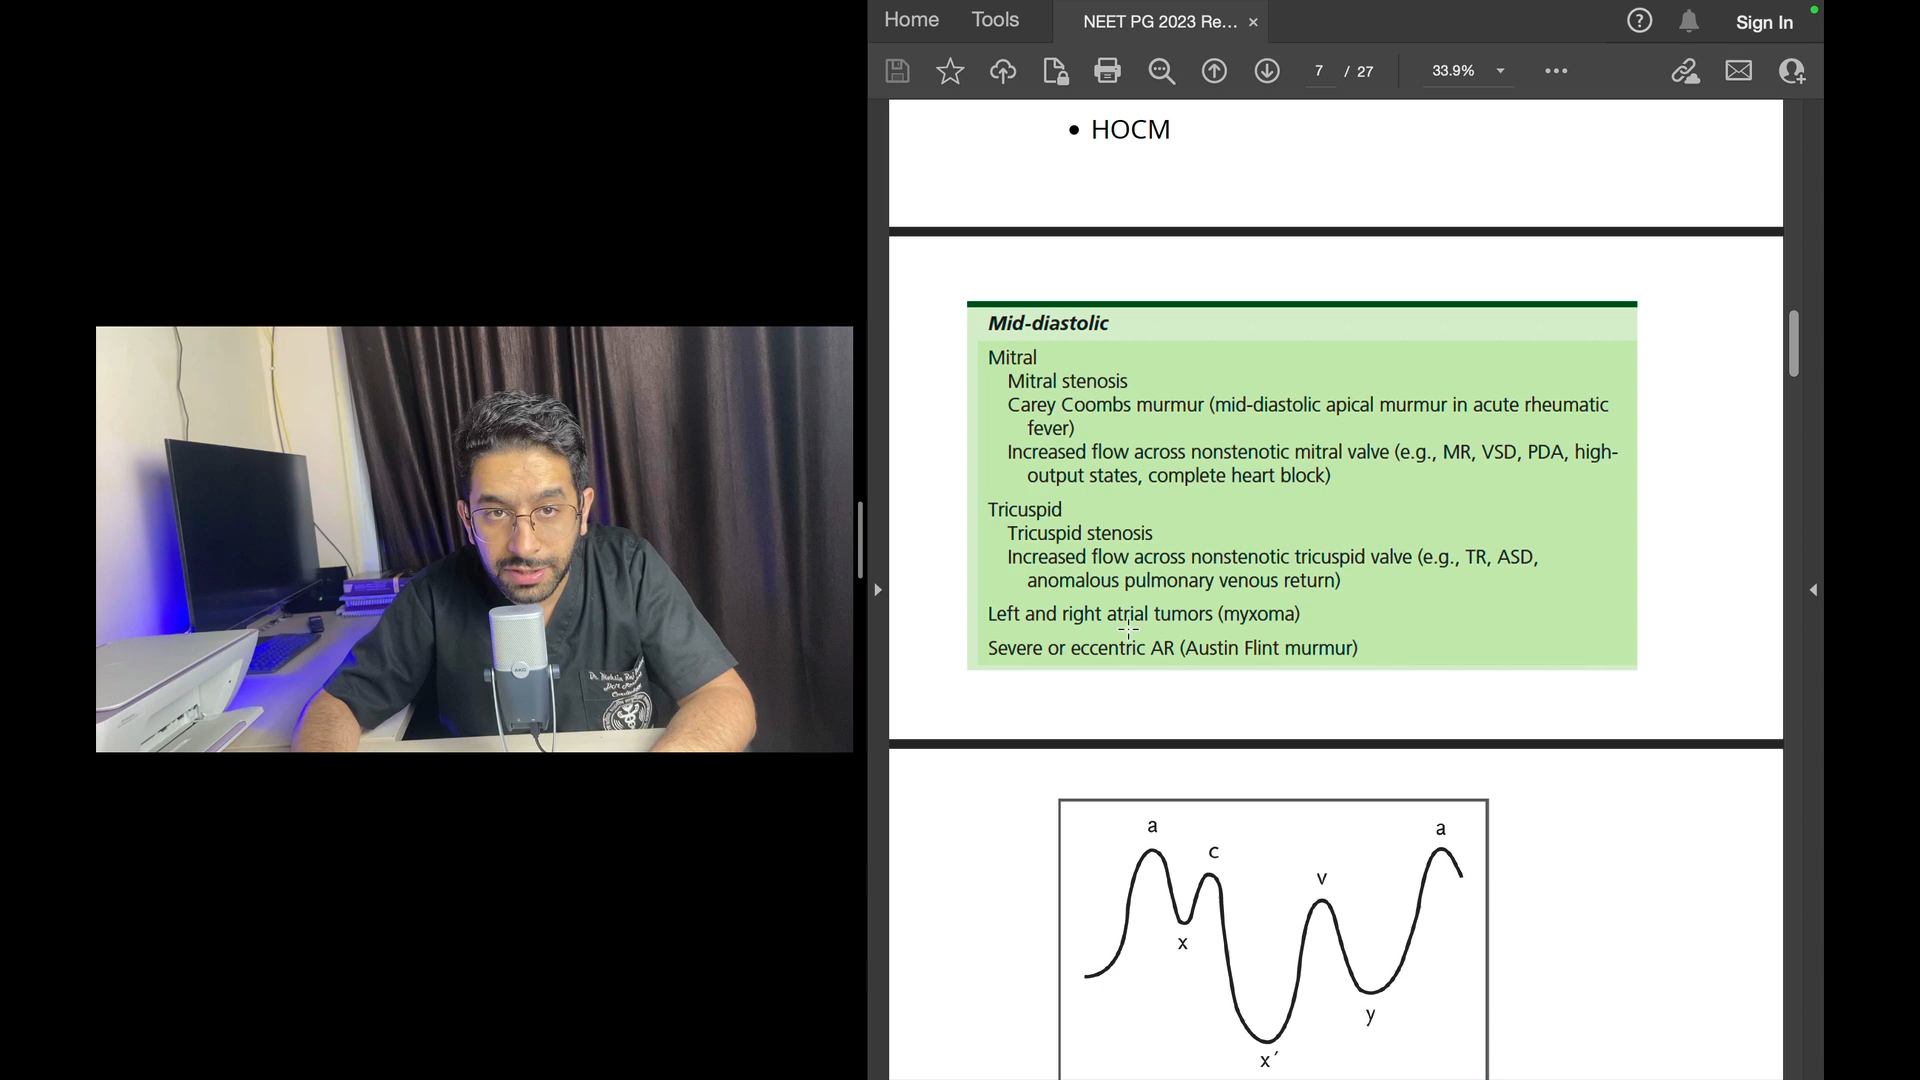 Home
Tools
NEET PG 2023 Re... ×
?
Sign In
7 / 27
33.9%
• HOCM
Mid-diastolic
Mitral
Mitral stenosis
Carey Coombs murmur (mid-diastolic apical murmur in acute rheumatic
fever)
Increased flow across nonstenotic mitral valve (e.g., MR, VSD, PDA, high-
output states, complete heart block)
Tricuspid
Tricuspid stenosis
Increased flow across nonstenotic tricuspid valve (e.g., TR, ASD,
anomalous pulmonary venous return)
Left and right atrial tumors (myxoma)
Severe or eccentric AR (Austin Flint murmur)
a
a
c
v
x
y
x′
AKG
Dr.